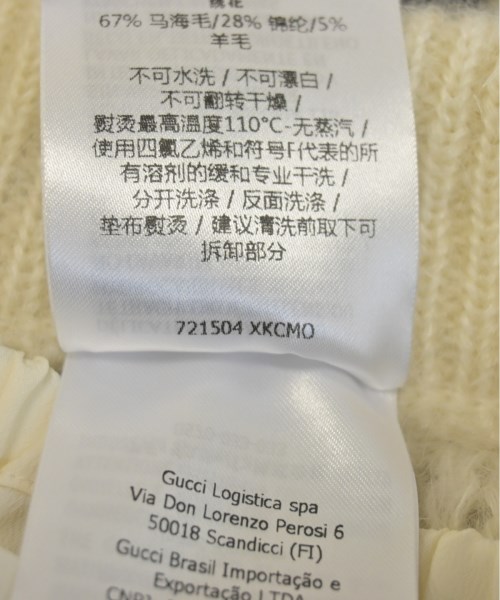 67% 马海毛/28% 锦纶/5%
羊毛
不可水洗 / 不可漂白 /
不可翻转干燥 /
熨烫最高温度110°C-无蒸汽 /
使用四氯乙烯和符号F代表的所
有溶剂的缓和专业干洗 /
分开洗涤 / 反面洗涤 /
垫布熨烫 / 建议清洗前取下可
拆卸部分
721504 XKCMO
Gucci Logistica spa
Via Don Lorenzo Perosi 6
50018 Scandicci (FI)
Gucci Brasil Importação e
Exportação LTDA